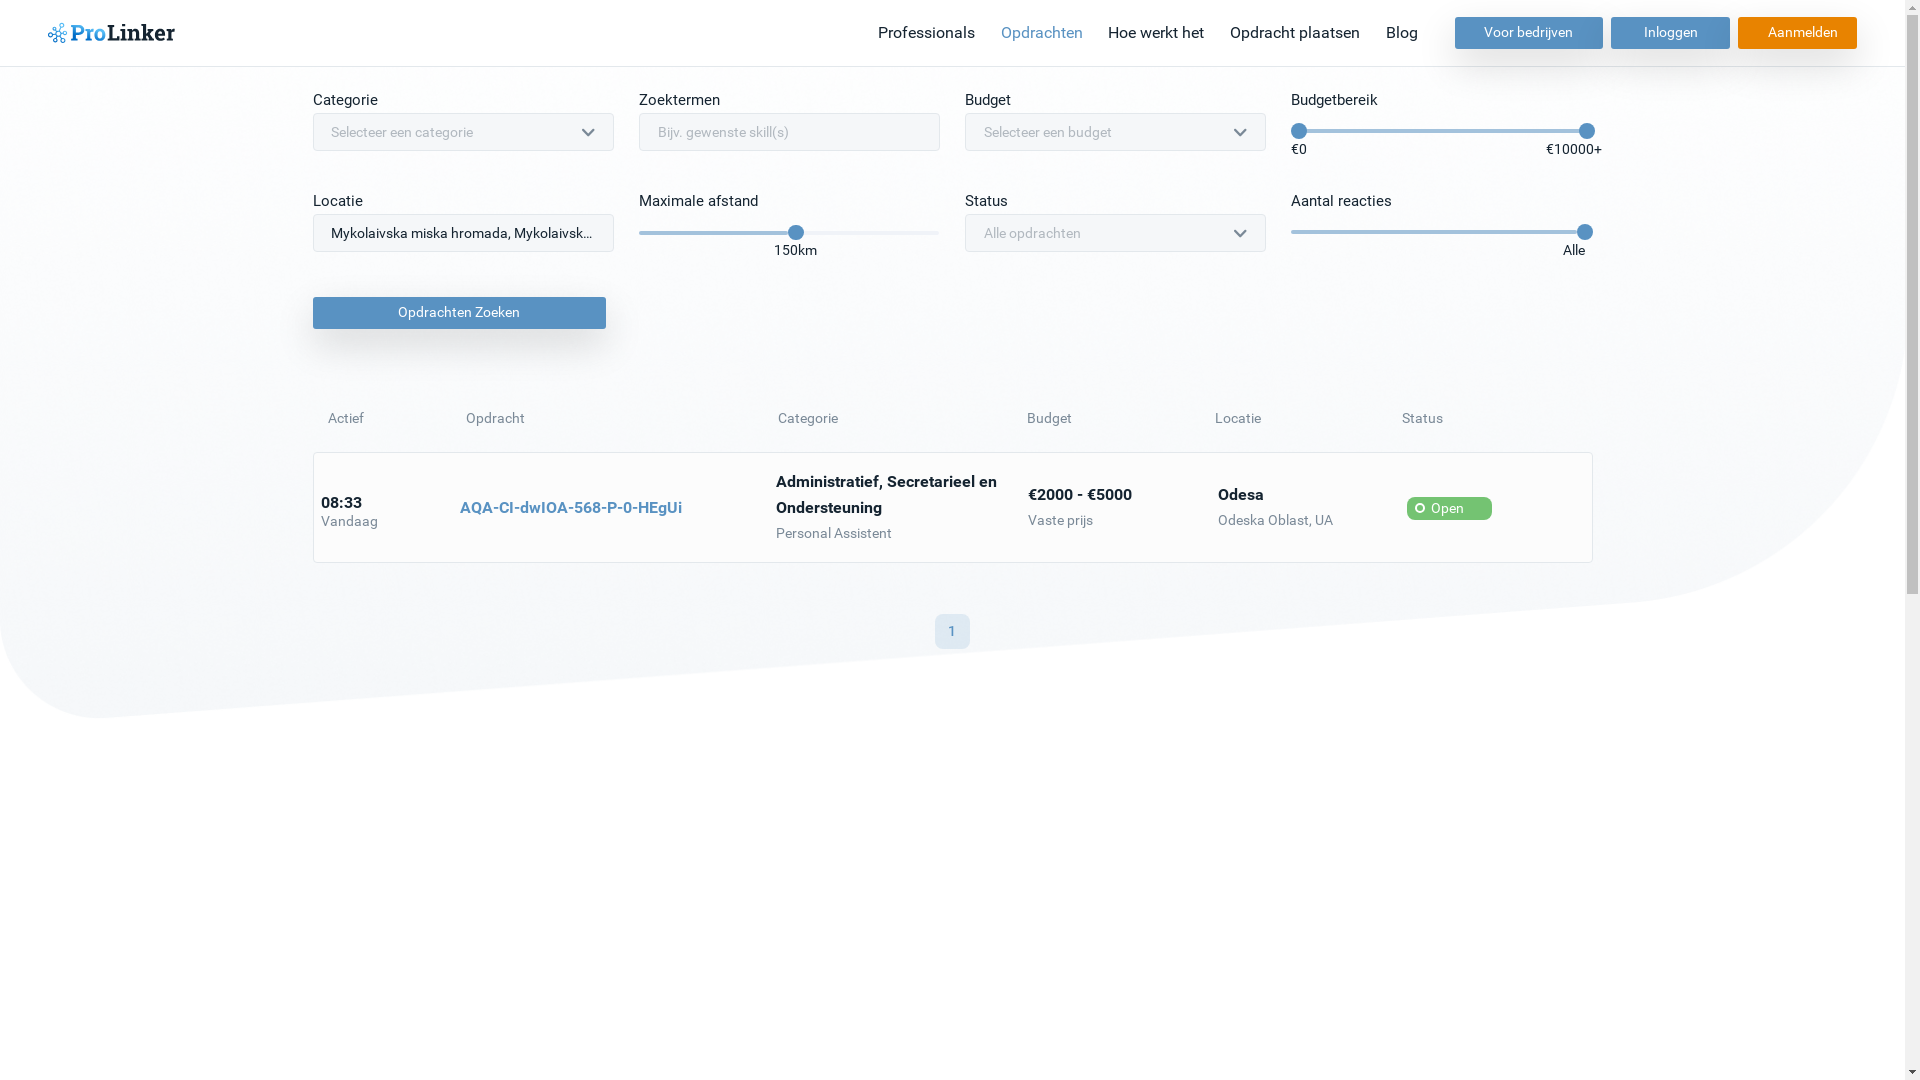 ProLinker
Professionals
Opdrachten
Hoe werkt het
Opdracht plaatsen
Blog
Voor bedrijven
Inloggen
Aanmelden
Categorie
Zoektermen
Budget
Budgetbereik
Selecteer een categorie
Bijv. gewenste skill(s)
Selecteer een budget
€0
€10000+
Locatie
Maximale afstand
Status
Aantal reacties
Mykolaivska miska hromada, Mykolaivsk...
150km
Alle opdrachten
Alle
Opdrachten Zoeken
Actief
Opdracht
Categorie
Budget
Locatie
Status
08:33
Vandaag
AQA-CI-dwIOA-568-P-0-HEgUi
Administratief, Secretarieel en
Ondersteuning
Personal Assistent
€2000 - €5000
Vaste prijs
Odesa
Odeska Oblast, UA
Open
1